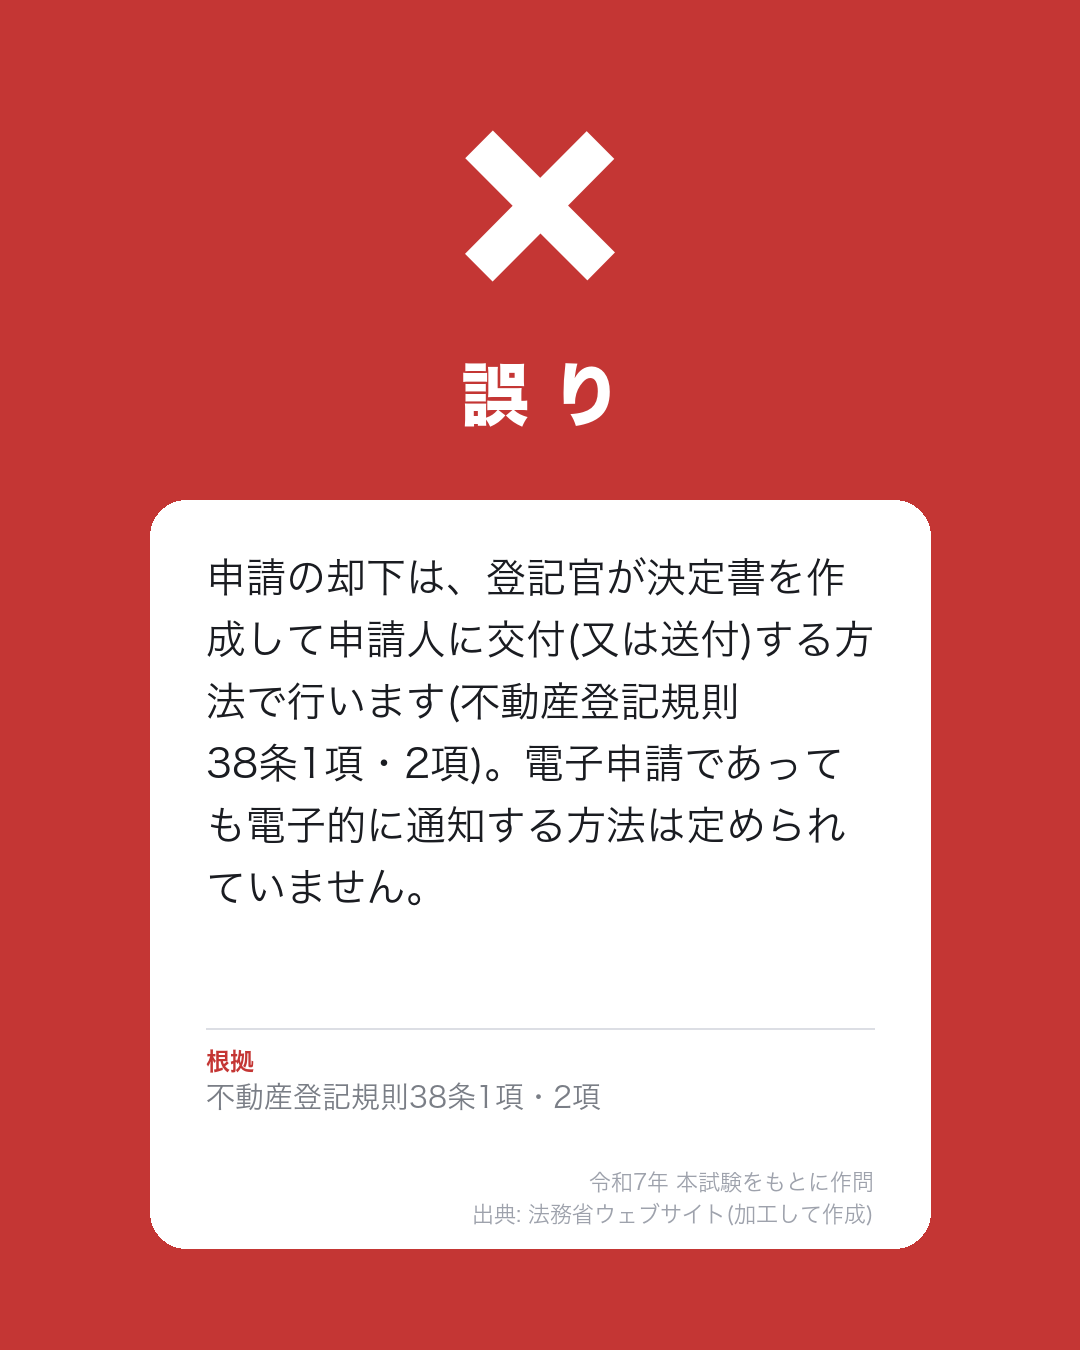 誤り
申請の却下は、登記官が決定書を作
成して申請人に交付(又は送付)する方
法で行います(不動産登記規則
38条1項・2項)。電子申請であって
も電子的に通知する方法は定められ
ていません。
根拠
不動産登記規則38条1項・2項
令和7年 本試験をもとに作問
出典: 法務省ウェブサイト(加工して作成)